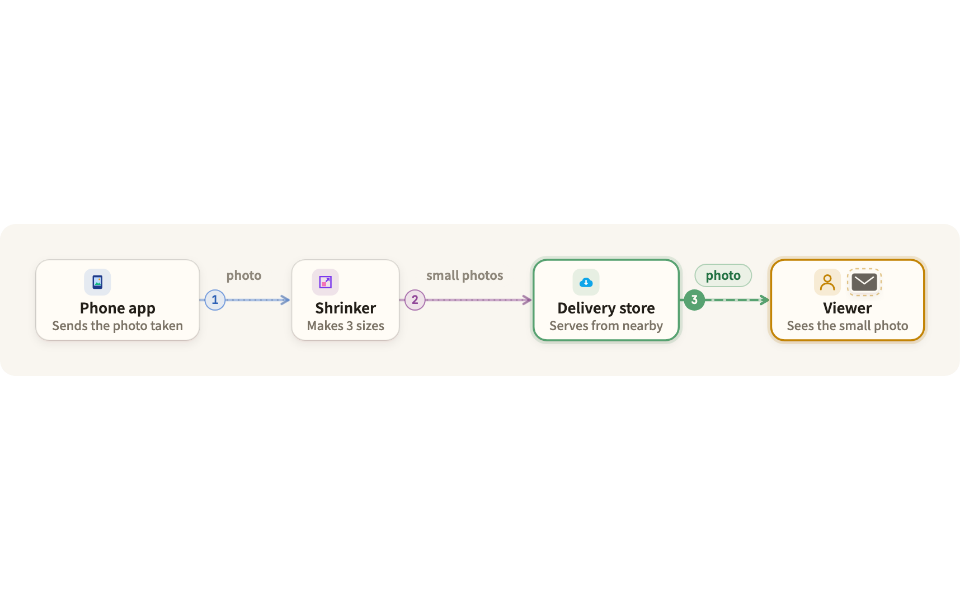 Phone app
Sends the photo taken
1
photo
Shrinker
Makes 3 sizes
2
small photos
Delivery store
Serves from nearby
3
photo
Viewer
Sees the small photo